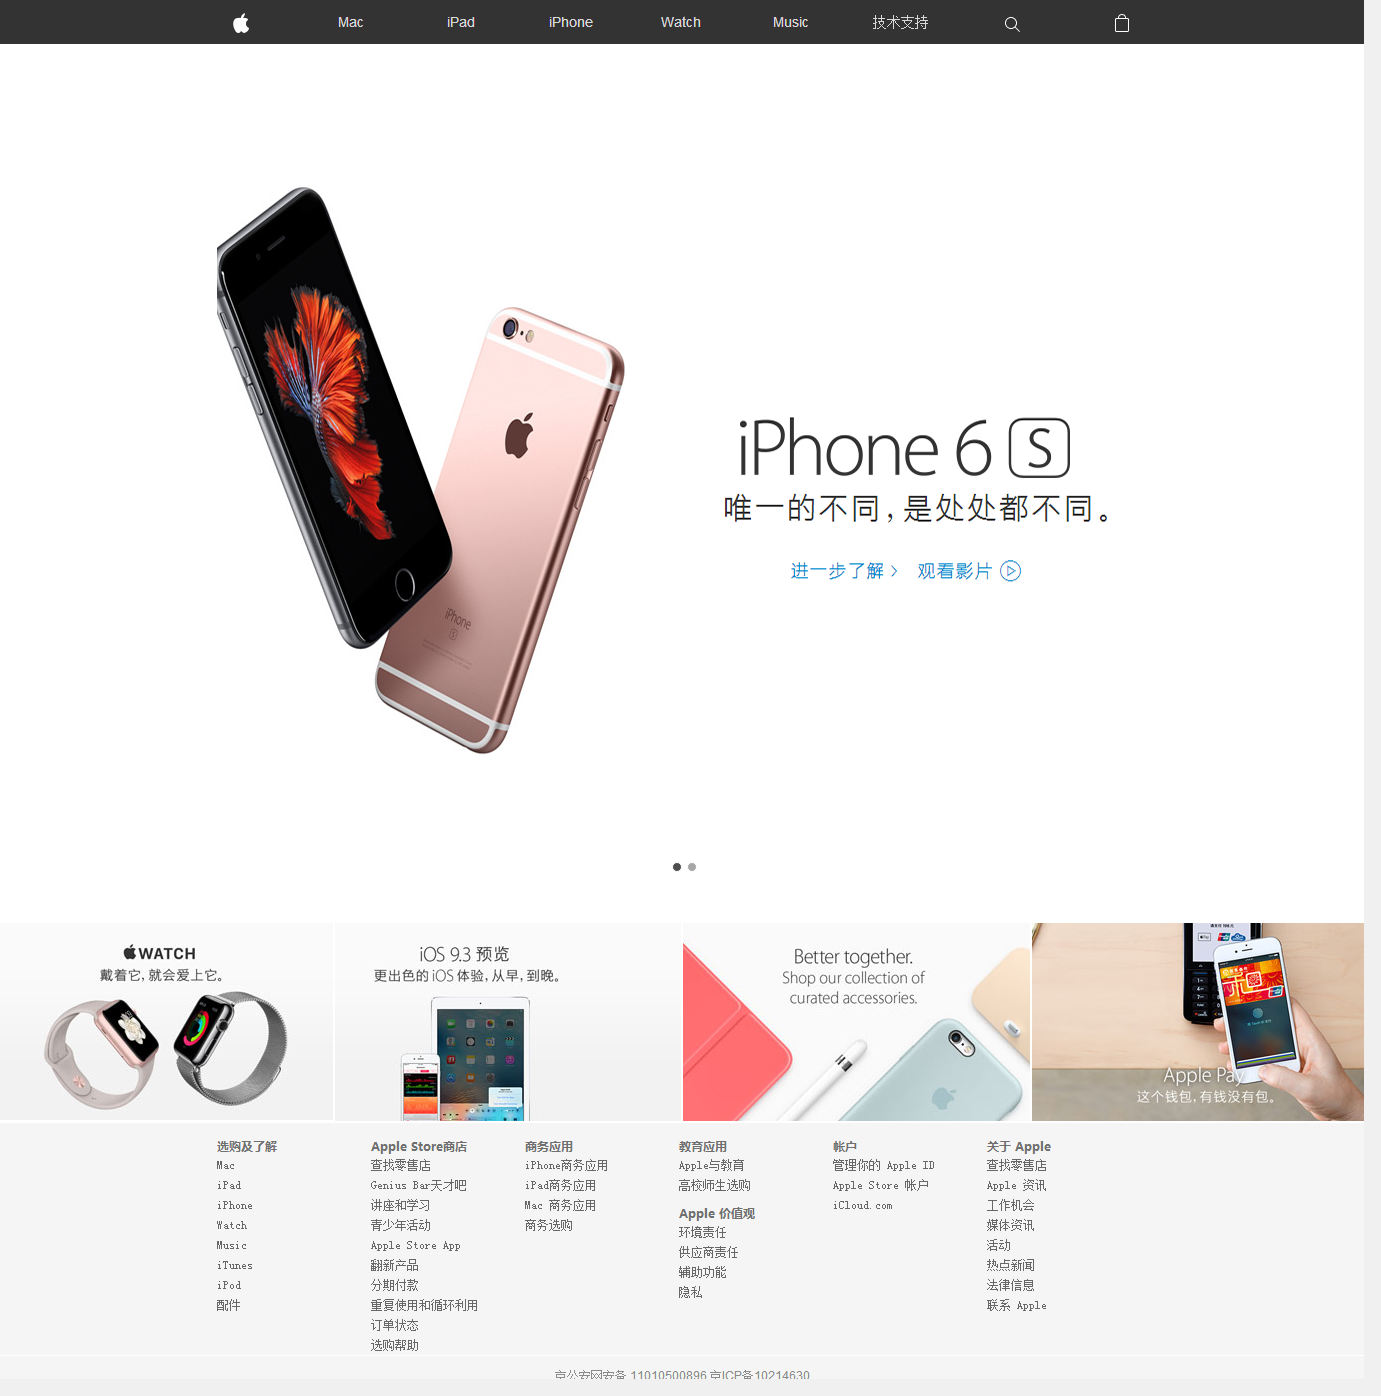 Mac
iPad
iPhone
Watch
Music
技术支持
iPhone 6 S
唯一的不同，是处处都不同。
进一步了解 >
观看影片
iPhone
S
WATCH
戴着它，就会爱上它。
iOS 9.3 预览
更出色的 iOS 体验，从早，到晚。
Better together.
Shop our collection of
curated accessories.
Apple Pay
这个钱包，有钱没有包。
选购及了解
Mac
iPad
iPhone
Watch
Music
iTunes
iPod
配件
Apple Store商店
查找零售店
Genius Bar天才吧
讲座和学习
青少年活动
Apple Store App
翻新产品
分期付款
重复使用和循环利用
订单状态
选购帮助
商务应用
iPhone商务应用
iPad商务应用
Mac 商务应用
商务选购
教育应用
Apple与教育
高校师生选购
Apple 价值观
环境责任
供应商责任
辅助功能
隐私
帐户
管理你的 Apple ID
Apple Store 帐户
iCloud.com
关于 Apple
查找零售店
Apple 资讯
工作机会
媒体资讯
活动
热点新闻
法律信息
联系 Apple
京公安网安备 11010500896 京ICP备10214630